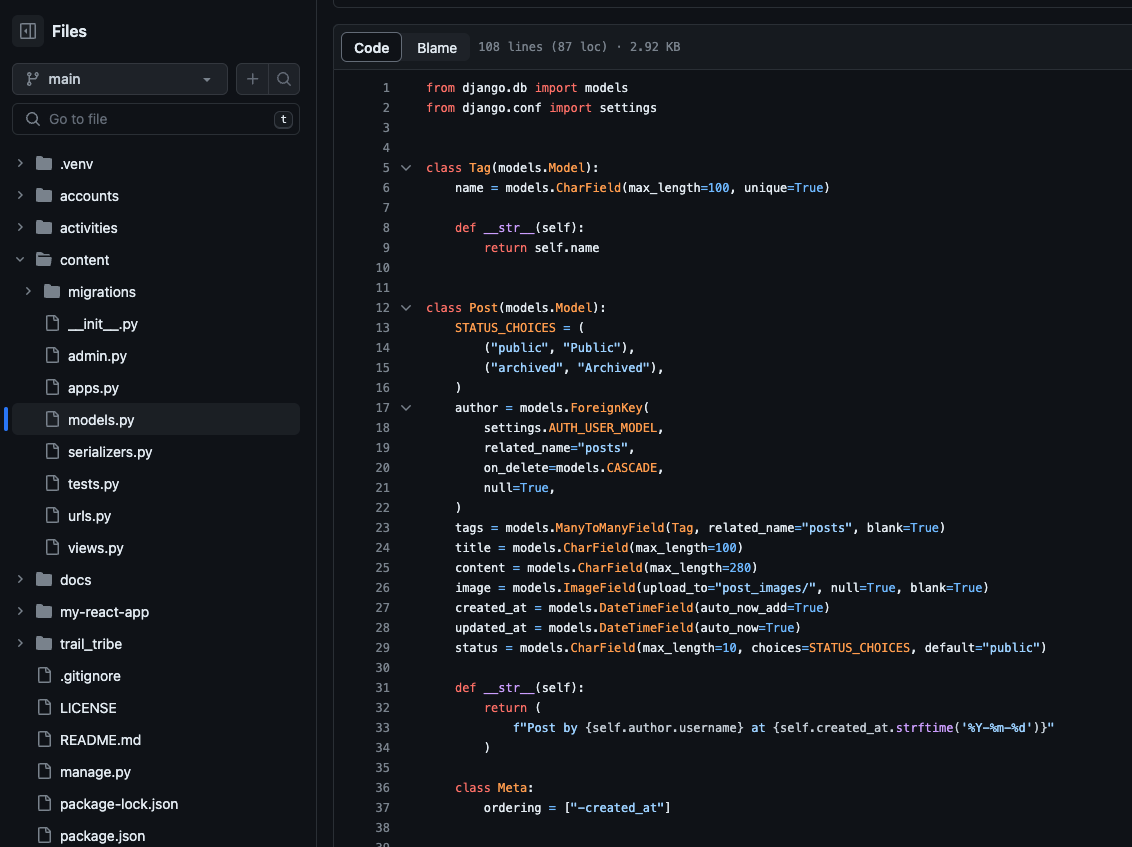 Files
main
Go to file
t
.venv
accounts
activities
content
migrations
__init__.py
admin.py
apps.py
models.py
serializers.py
tests.py
urls.py
views.py
docs
my-react-app
trail_tribe
.gitignore
LICENSE
README.md
manage.py
package-lock.json
package.json
Code Blame 108 lines (87 loc) · 2.92 KB
1 from django.db import models
2 from django.conf import settings
3
4
5 class Tag(models.Model):
6     name = models.CharField(max_length=100, unique=True)
7
8     def __str__(self):
9         return self.name
10
11
12 class Post(models.Model):
13     STATUS_CHOICES = (
14         ("public", "Public"),
15         ("archived", "Archived"),
16     )
17     author = models.ForeignKey(
18         settings.AUTH_USER_MODEL,
19         related_name="posts",
20         on_delete=models.CASCADE,
21         null=True,
22     )
23     tags = models.ManyToManyField(Tag, related_name="posts", blank=True)
24     title = models.CharField(max_length=100)
25     content = models.CharField(max_length=280)
26     image = models.ImageField(upload_to="post_images/", null=True, blank=True)
27     created_at = models.DateTimeField(auto_now_add=True)
28     updated_at = models.DateTimeField(auto_now=True)
29     status = models.CharField(max_length=10, choices=STATUS_CHOICES, default="public")
30
31     def __str__(self):
32         return (
33             f"Post by {self.author.username} at {self.created_at.strftime('%Y-%m-%d')}"
34         )
35
36     class Meta:
37         ordering = ["-created_at"]
38
39